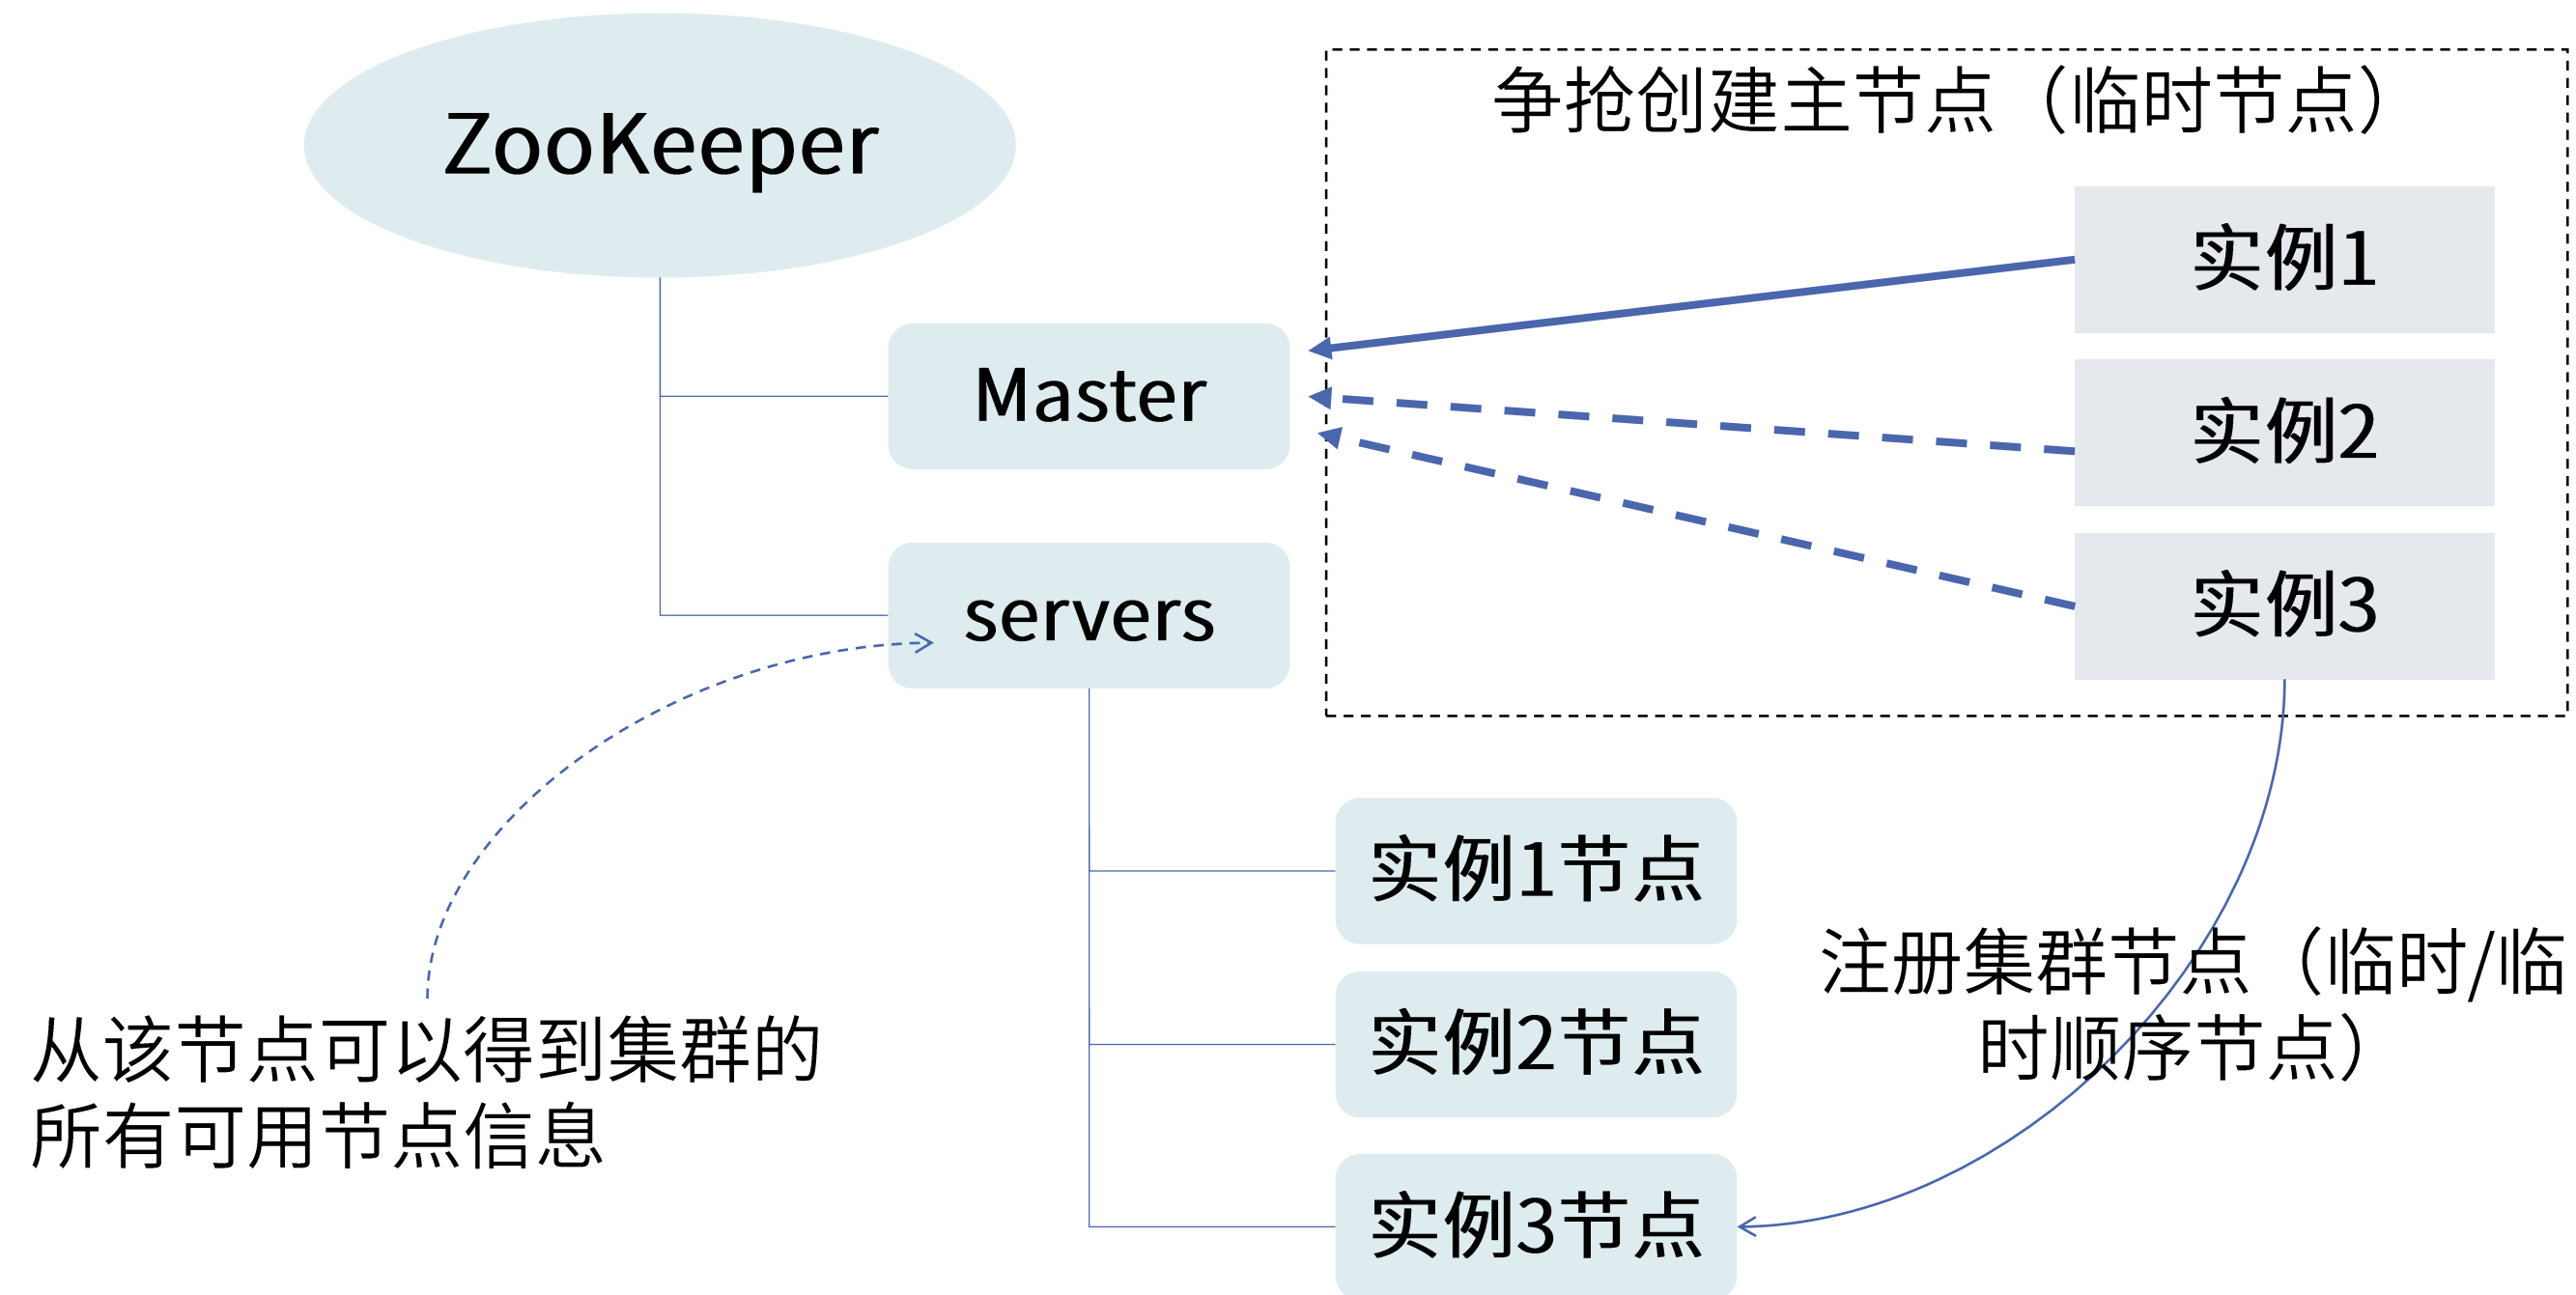 ZooKeeper
争抢创建主节点（临时节点）
实例1
Master
实例2
servers
实例3
实例1节点
注册集群节点（临时/临
时顺序节点）
从该节点可以得到集群的
所有可用节点信息
实例2节点
实例3节点